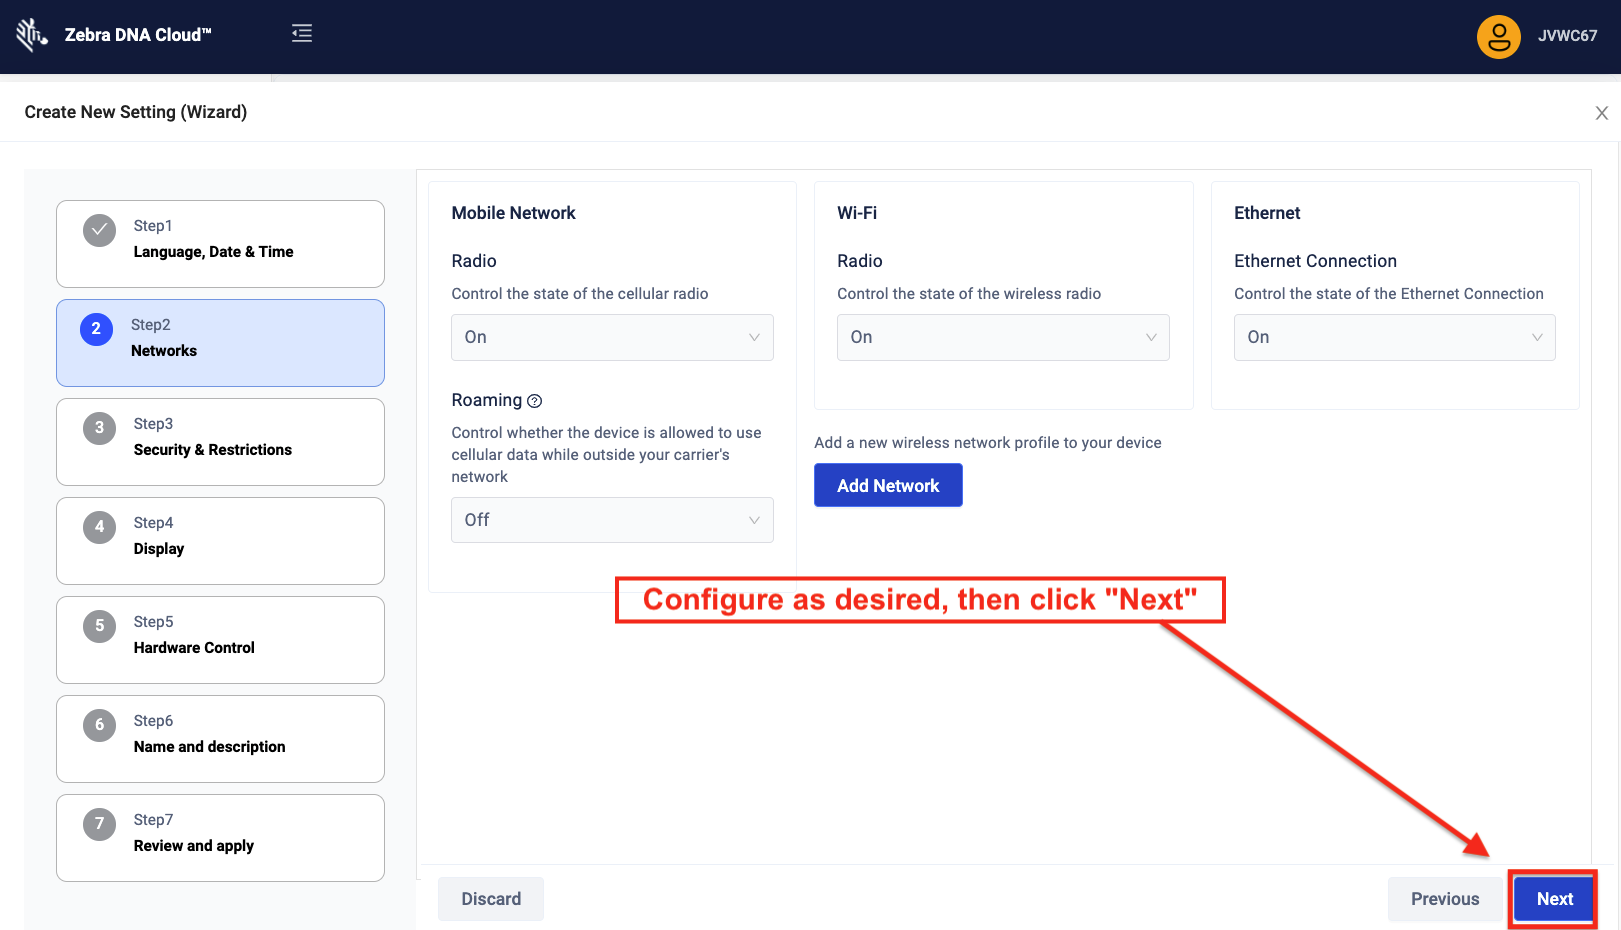 Zebra DNA Cloud™
JVWC67
Create New Setting (Wizard)
Step1
Language, Date & Time
2
Step2
Networks
3
Step3
Security & Restrictions
4
Step4
Display
5
Step5
Hardware Control
6
Step6
Name and description
7
Step7
Review and apply
Mobile Network
Radio
Control the state of the cellular radio
On
Roaming ?
Control whether the device is allowed to use
cellular data while outside your carrier's
network
Off
Wi-Fi
Radio
Control the state of the wireless radio
On
Add a new wireless network profile to your device
Add Network
Ethernet
Ethernet Connection
Control the state of the Ethernet Connection
On
Configure as desired, then click "Next"
Discard
Previous
Next